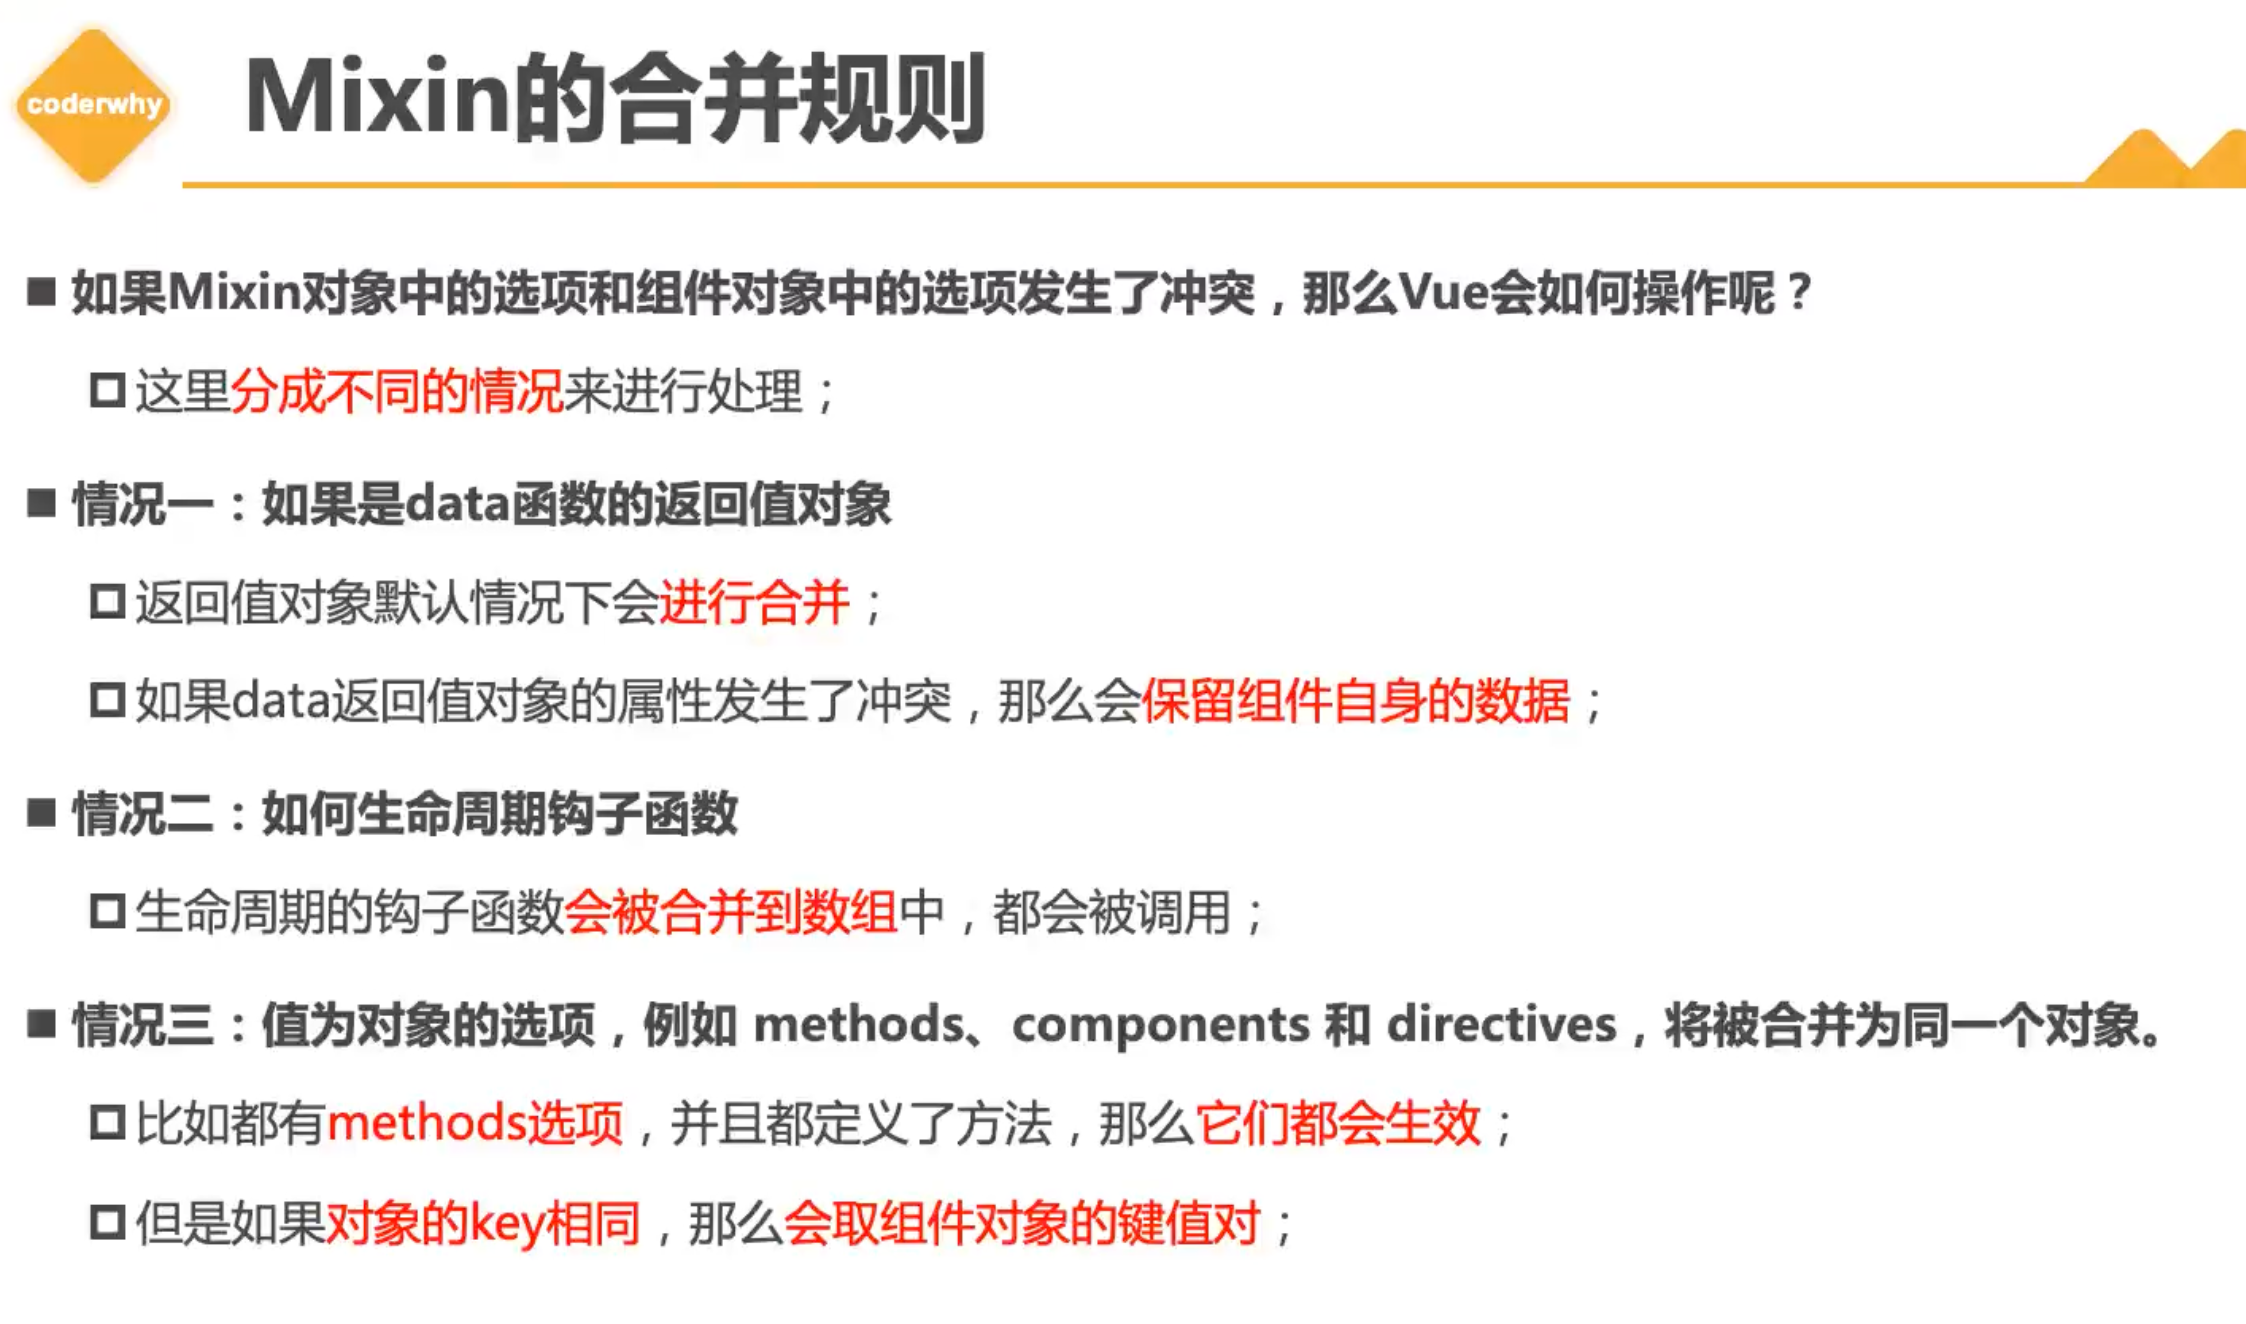 coderwhy
Mixin的合并规则
如果Mixin对象中的选项和组件对象中的选项发生了冲突，那么Vue会如何操作呢？
这里分成不同的情况来进行处理；
情况一：如果是data函数的返回值对象
返回值对象默认情况下会进行合并；
如果data返回值对象的属性发生了冲突，那么会保留组件自身的数据；
情况二：如何生命周期钩子函数
生命周期的钩子函数会被合并到数组中，都会被调用；
情况三：值为对象的选项，例如 methods、components 和 directives，将被合并为同一个对象。
比如都有methods选项，并且都定义了方法，那么它们都会生效；
但是如果对象的key相同，那么会取组件对象的键值对；